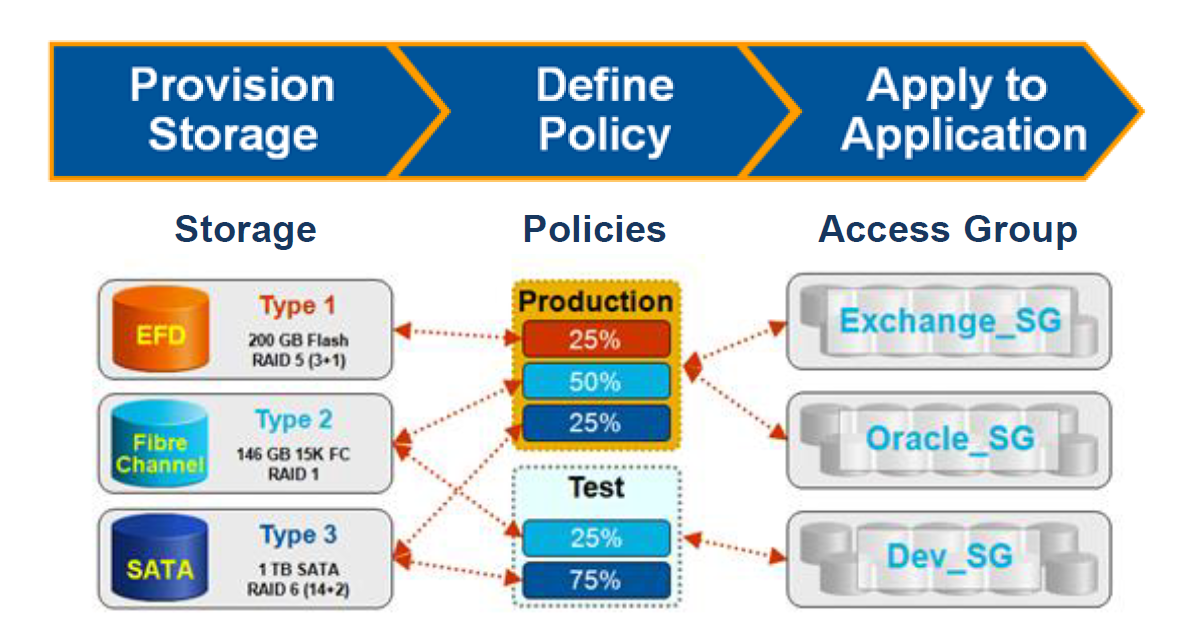 Provision
Storage
Define
Policy
Apply to
Application
Storage
Policies
Access Group
EFD
Type 1
200 GB Flash
RAID 5 (3+1)
Fibre
Channel
Type 2
146 GB 15K FC
RAID 1
SATA
Type 3
1 TB SATA
RAID 6 (14+2)
Production
25%
50%
25%
Test
25%
75%
Exchange_SG
Oracle_SG
Dev_SG